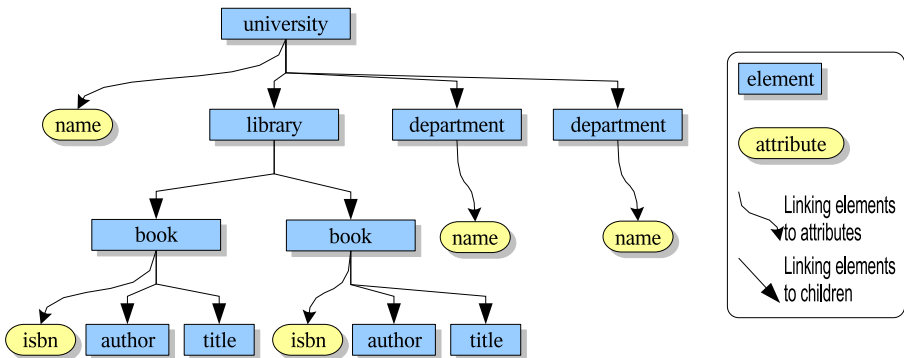 university
name
library
department
department
book
book
name
name
isbn
author
title
isbn
author
title
element
attribute
Linking elements
to attributes
Linking elements
to children